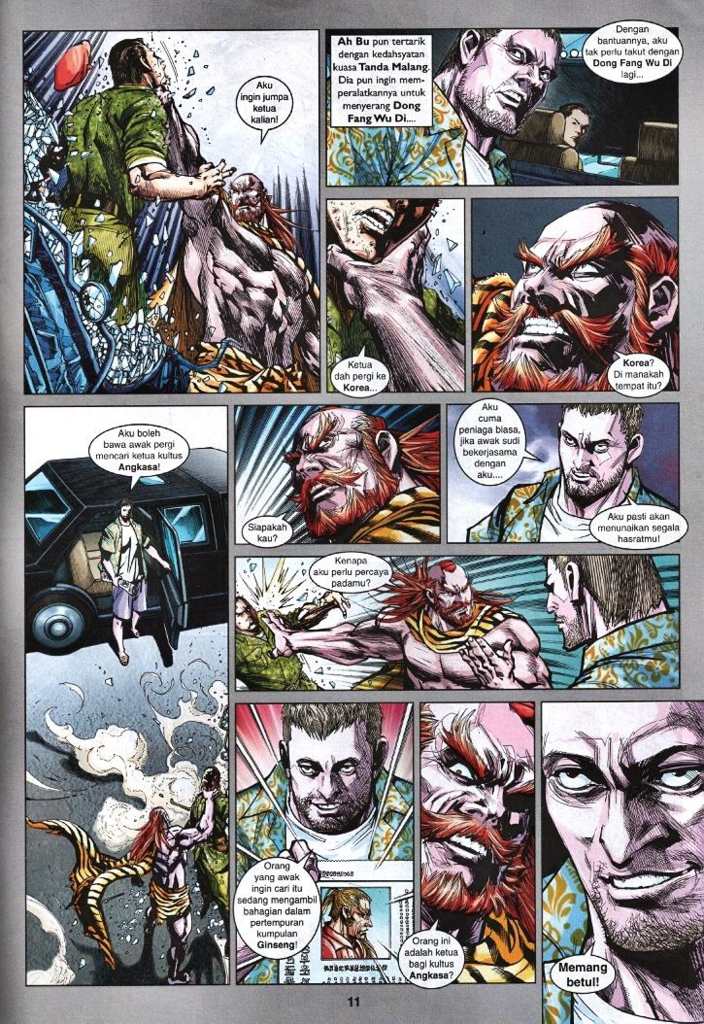 Aku
ingin jumpa
ketua
kalian!
Ah Bu pun tertarik
dengan kedahsyatan
kuasa Tanda Malang.
Dia pun ingin mem-
peralatkannya untuk
menyerang Dong
Fang Wu Di....
Dengan
bantuannya, aku
tak perlu takut dengan
Dong Fang Wu Di
lagi...
Ketua
dah pergi ke
Korea...
Korea?
Di manakah
tempat itu?
Aku boleh
bawa awak pergi
mencari ketua kultus
Angkasa!
Siapakah
kau?
Aku
cuma
peniaga biasa,
jika awak sudi
bekerjasama
dengan
aku....
Aku pasti akan
menunaikan segala
hasratmu!
Kenapa
aku perlu percaya
padamu?
Orang
yang awak
ingin cari itu
sedang mengambil
bahagian dalam
pertempuran
kumpulan
Ginseng!
Orang ini
adalah ketua
bagi kultus
Angkasa?
Memang
betul!
11